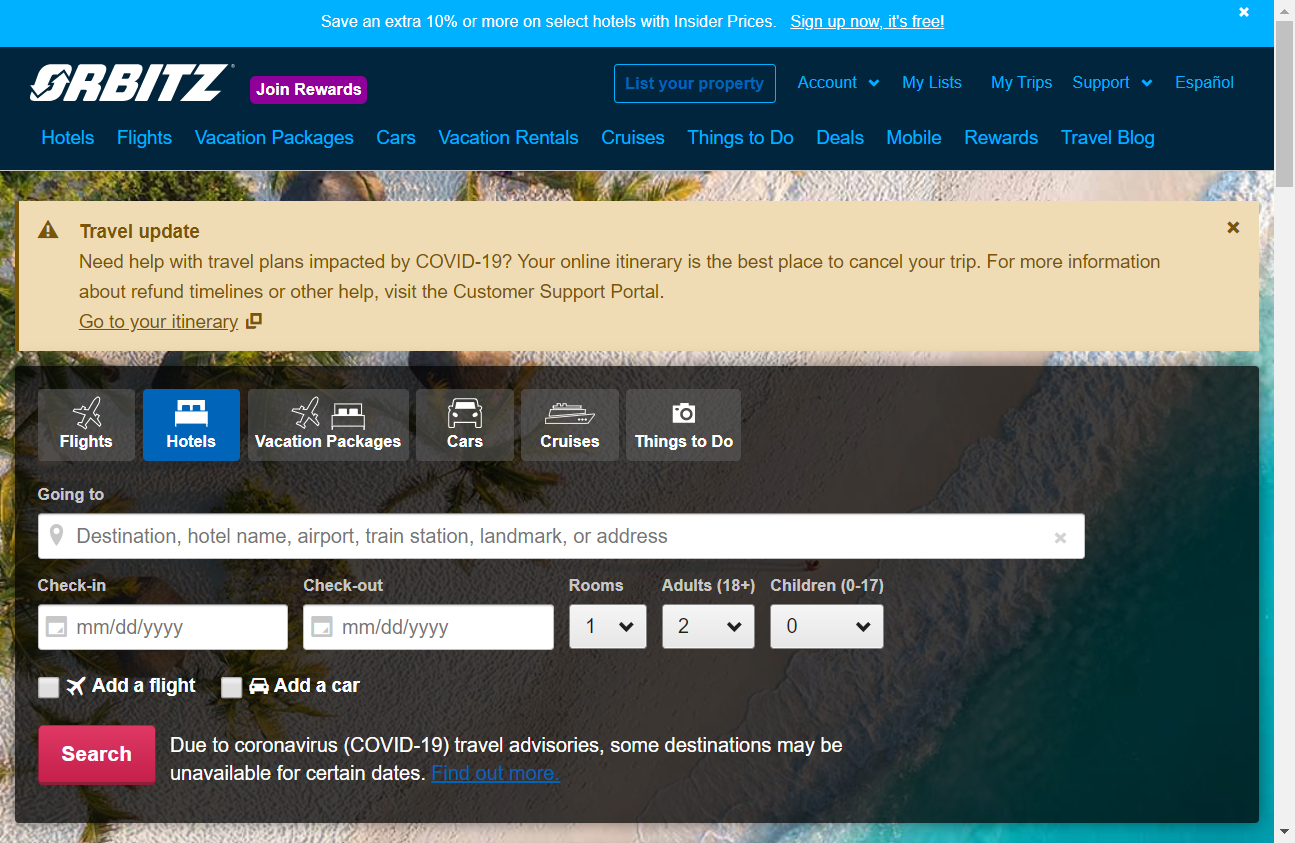 Save an extra 10% or more on select hotels with Insider Prices. Sign up now, it's free!
ORBITZ Join Rewards List your property Account My Lists My Trips Support Español
Hotels Flights Vacation Packages Cars Vacation Rentals Cruises Things to Do Deals Mobile Rewards Travel Blog
Travel update
Need help with travel plans impacted by COVID-19? Your online itinerary is the best place to cancel your trip. For more information
about refund timelines or other help, visit the Customer Support Portal.
Go to your itinerary
Flights Hotels Vacation Packages Cars Cruises Things to Do
Going to
Destination, hotel name, airport, train station, landmark, or address
Check-in Check-out Rooms Adults (18+) Children (0-17)
mm/dd/yyyy mm/dd/yyyy 1 2 0
Add a flight Add a car
Search
Due to coronavirus (COVID-19) travel advisories, some destinations may be
unavailable for certain dates. Find out more.